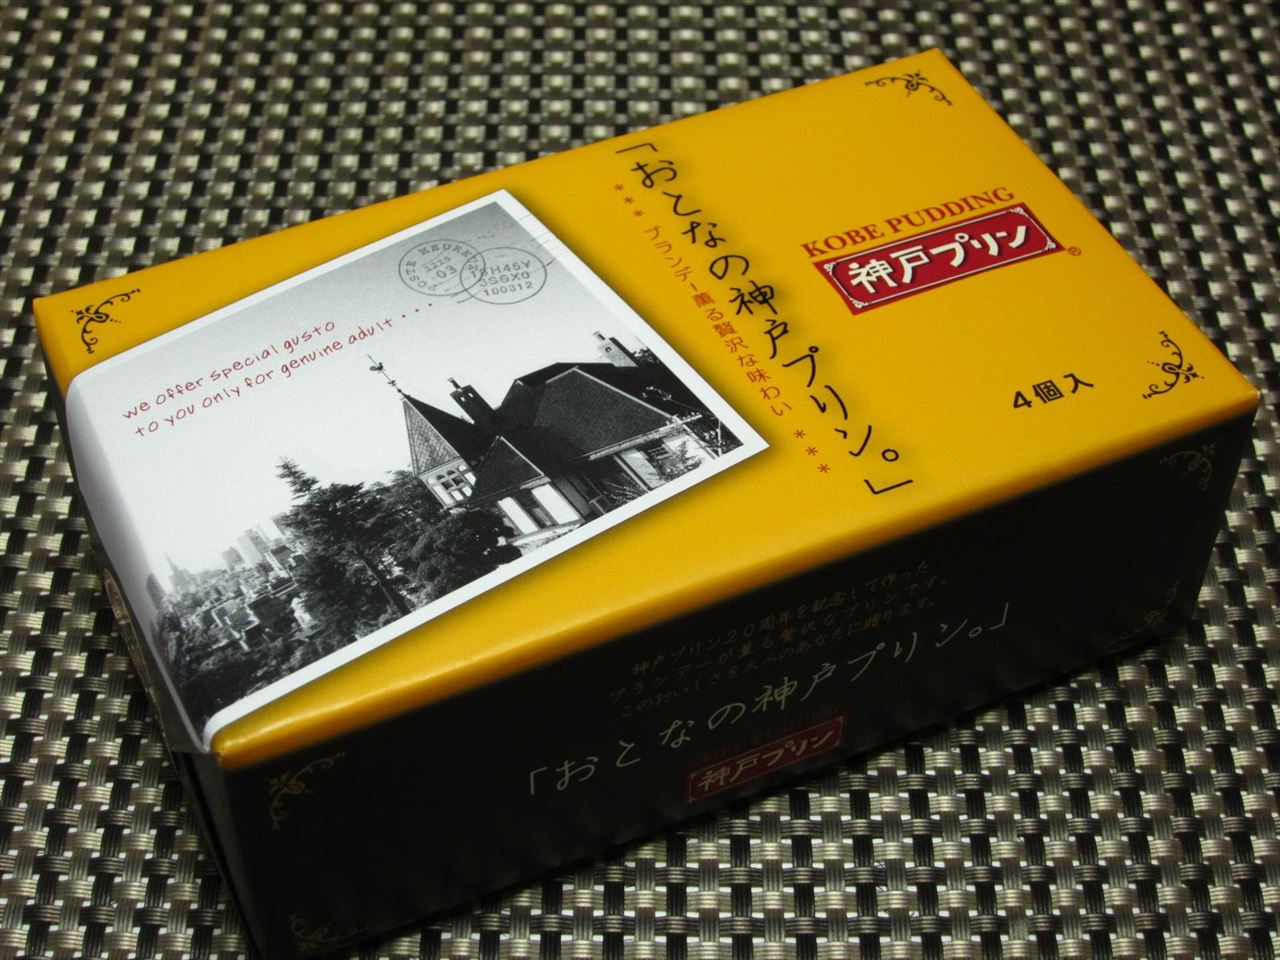 「おとなの神戸プリン。」
*** ブランデー薫る贅沢な味わい ***
KOBE PUDDING
神戸プリン
®
4個入
we offer special gusto
to you only for genuine adult・・・
100312
神戸プリン20周年を記念して作った
ブランデーが薫る贅沢なプリンです。
このおいしさを大人のあなたに贈ります。
「おとなの神戸プリン。」
KOBE PUDDING
神戸プリン